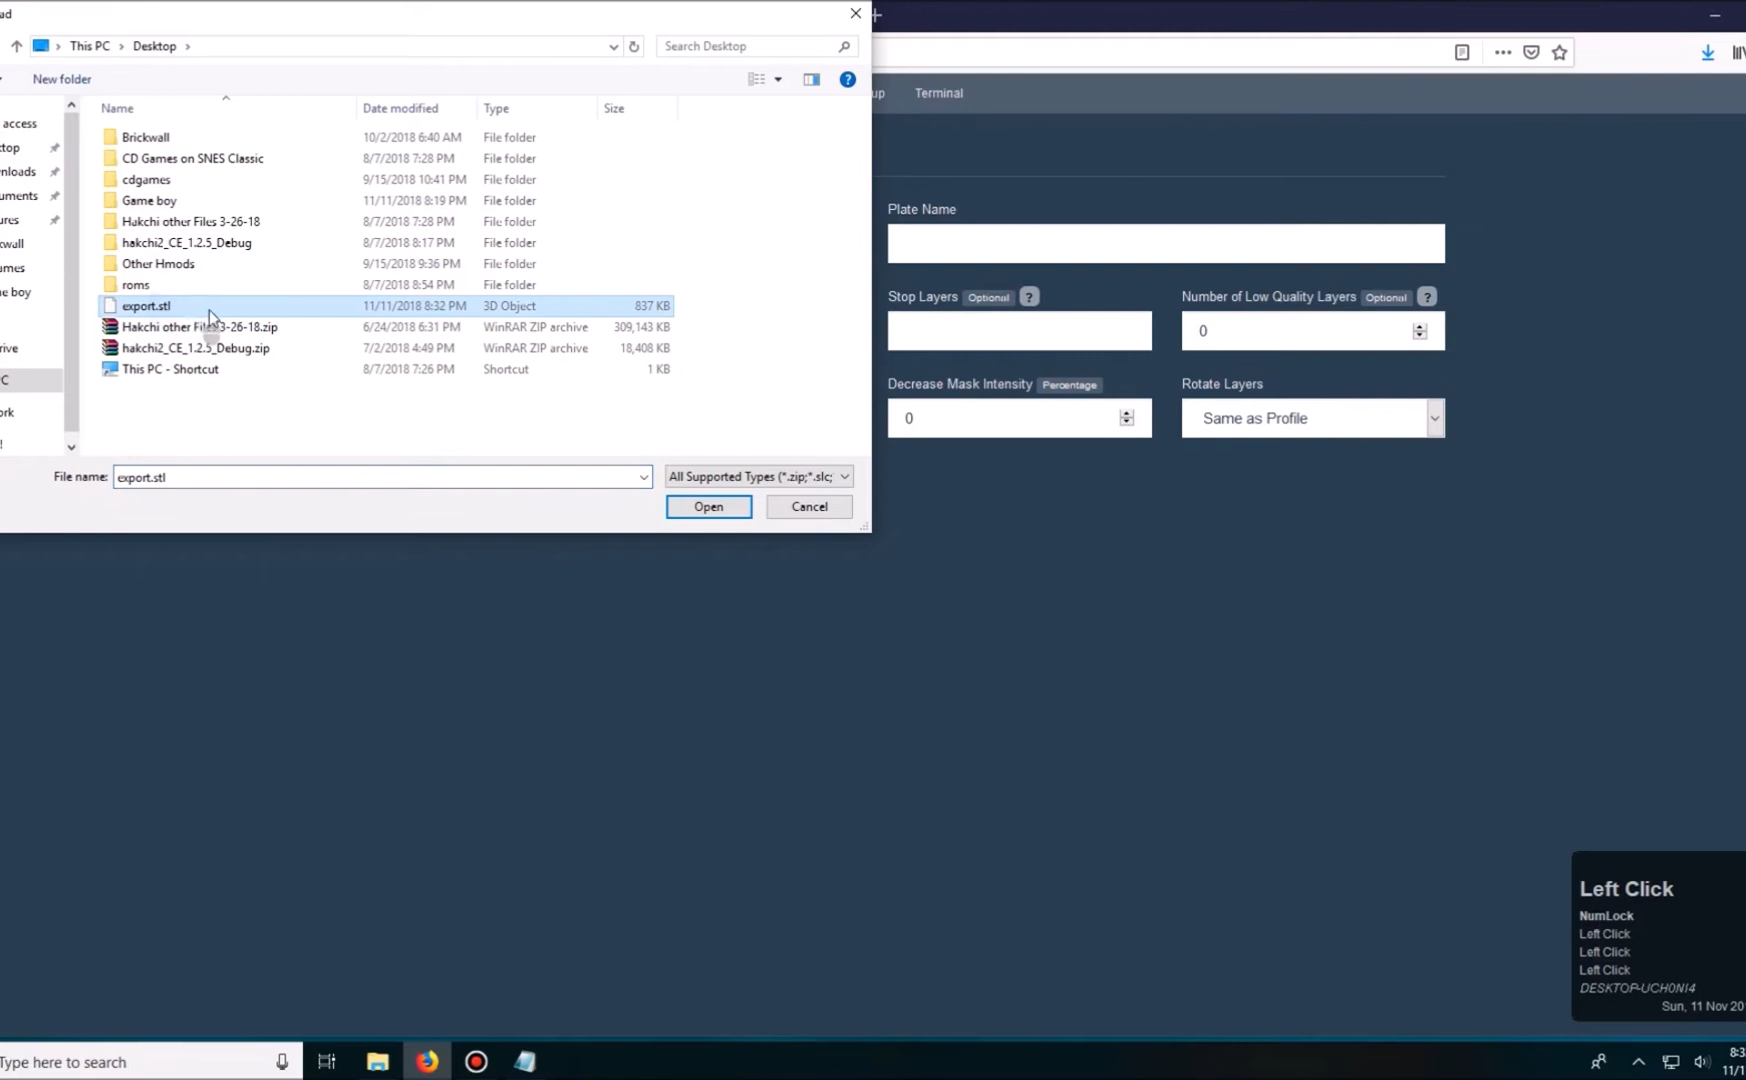 ad
This PC > Desktop >
Search Desktop
New folder
up
Terminal
Name
Date modified
Type
Size
access
top
nloads
uments
ures
wall
umes
me boy
rive
C
ork
!
Brickwall 10/2/2018 6:40 AM File folder
CD Games on SNES Classic 8/7/2018 7:28 PM File folder
cdgames 9/15/2018 10:41 PM File folder
Game boy 11/11/2018 8:19 PM File folder
Hakchi other Files 3-26-18 8/7/2018 7:28 PM File folder
hakchi2_CE_1.2.5_Debug 8/7/2018 8:17 PM File folder
Other Hmods 9/15/2018 9:36 PM File folder
roms 8/7/2018 8:54 PM File folder
export.stl 11/11/2018 8:32 PM 3D Object 837 KB
Hakchi other Files 3-26-18.zip 6/24/2018 6:31 PM WinRAR ZIP archive 309,143 KB
hakchi2_CE_1.2.5_Debug.zip 7/2/2018 4:49 PM WinRAR ZIP archive 18,408 KB
This PC - Shortcut 8/7/2018 7:26 PM Shortcut 1 KB
File name: export.stl All Supported Types (*.zip;*.slc;
Open Cancel
Plate Name
Stop Layers Optional ?
Number of Low Quality Layers Optional ?
0
Decrease Mask Intensity Percentage
Rotate Layers
0
Same as Profile
Left Click
NumLock
Left Click
Left Click
Left Click
DESKTOP-UCH0NI4
Sun, 11 Nov 20
Type here to search
8:3
11/1